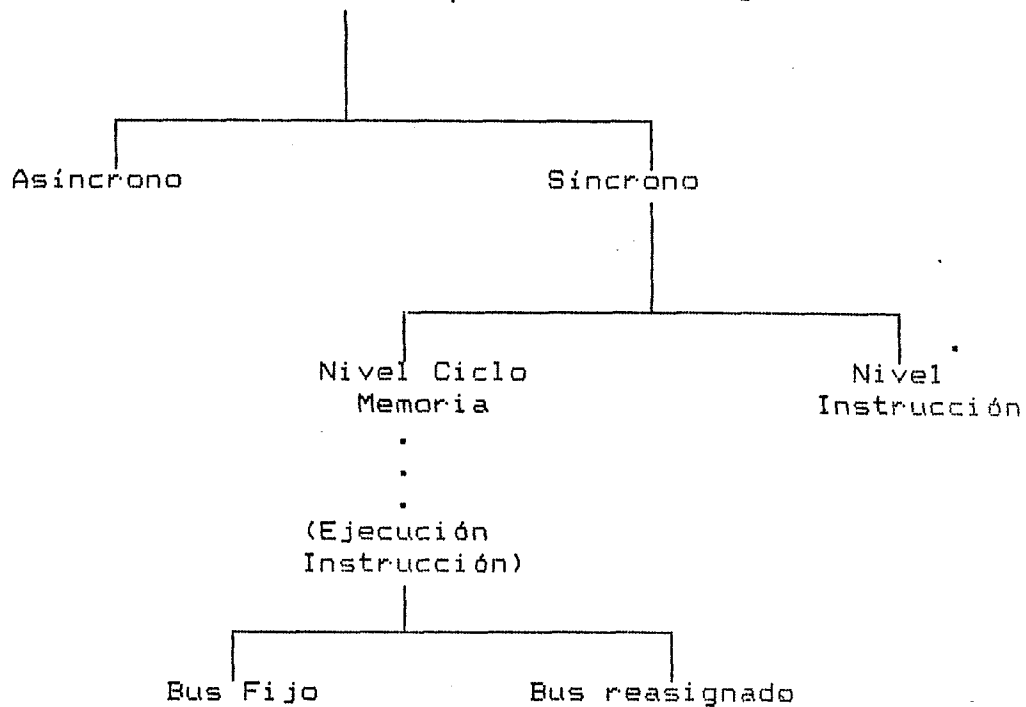 Asíncrono Síncrono
Nivel Ciclo Nivel
Memoria Instrucción
(Ejecución
Instrucción)
Bus Fijo Bus reasignado